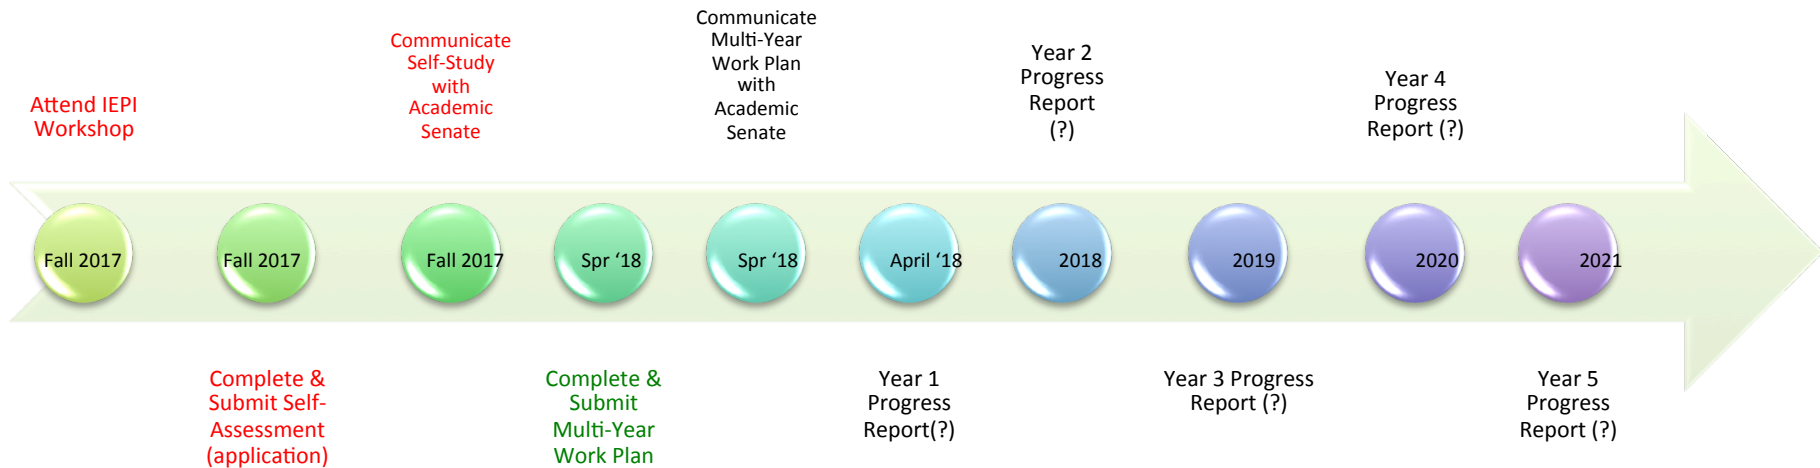 Attend IEPI
Workshop
Communicate
Self-Study
with
Academic
Senate
Communicate
Multi-Year
Work Plan
with
Academic
Senate
Year 2
Progress
Report
(?)
Year 4
Progress
Report (?)
Fall 2017
Fall 2017
Fall 2017
Spr ‘18
Spr ‘18
April ‘18
2018
2019
2020
2021
Complete &
Submit Self-
Assessment
(application)
Complete &
Submit
Multi-Year
Work Plan
Year 1
Progress
Report(?)
Year 3 Progress
Report (?)
Year 5
Progress
Report (?)